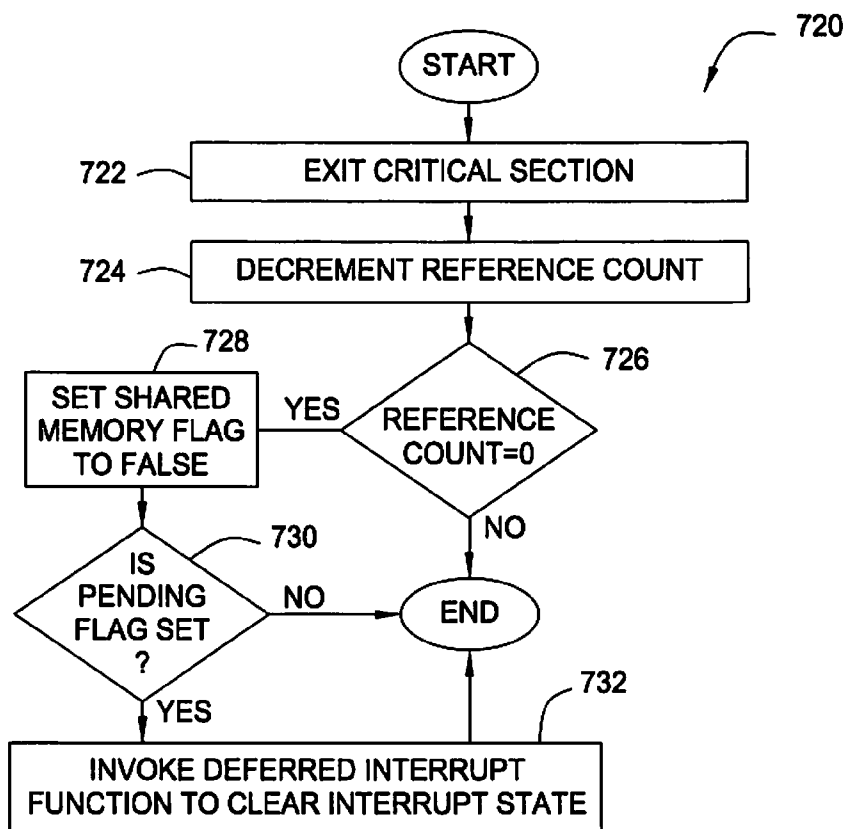 720
START
722
EXIT CRITICAL SECTION
724
DECREMENT REFERENCE COUNT
728
726
SET SHARED
MEMORY FLAG
TO FALSE
YES
REFERENCE
COUNT=0
NO
730
IS
PENDING
FLAG SET
?
NO
END
YES
732
INVOKE DEFERRED INTERRUPT
FUNCTION TO CLEAR INTERRUPT STATE